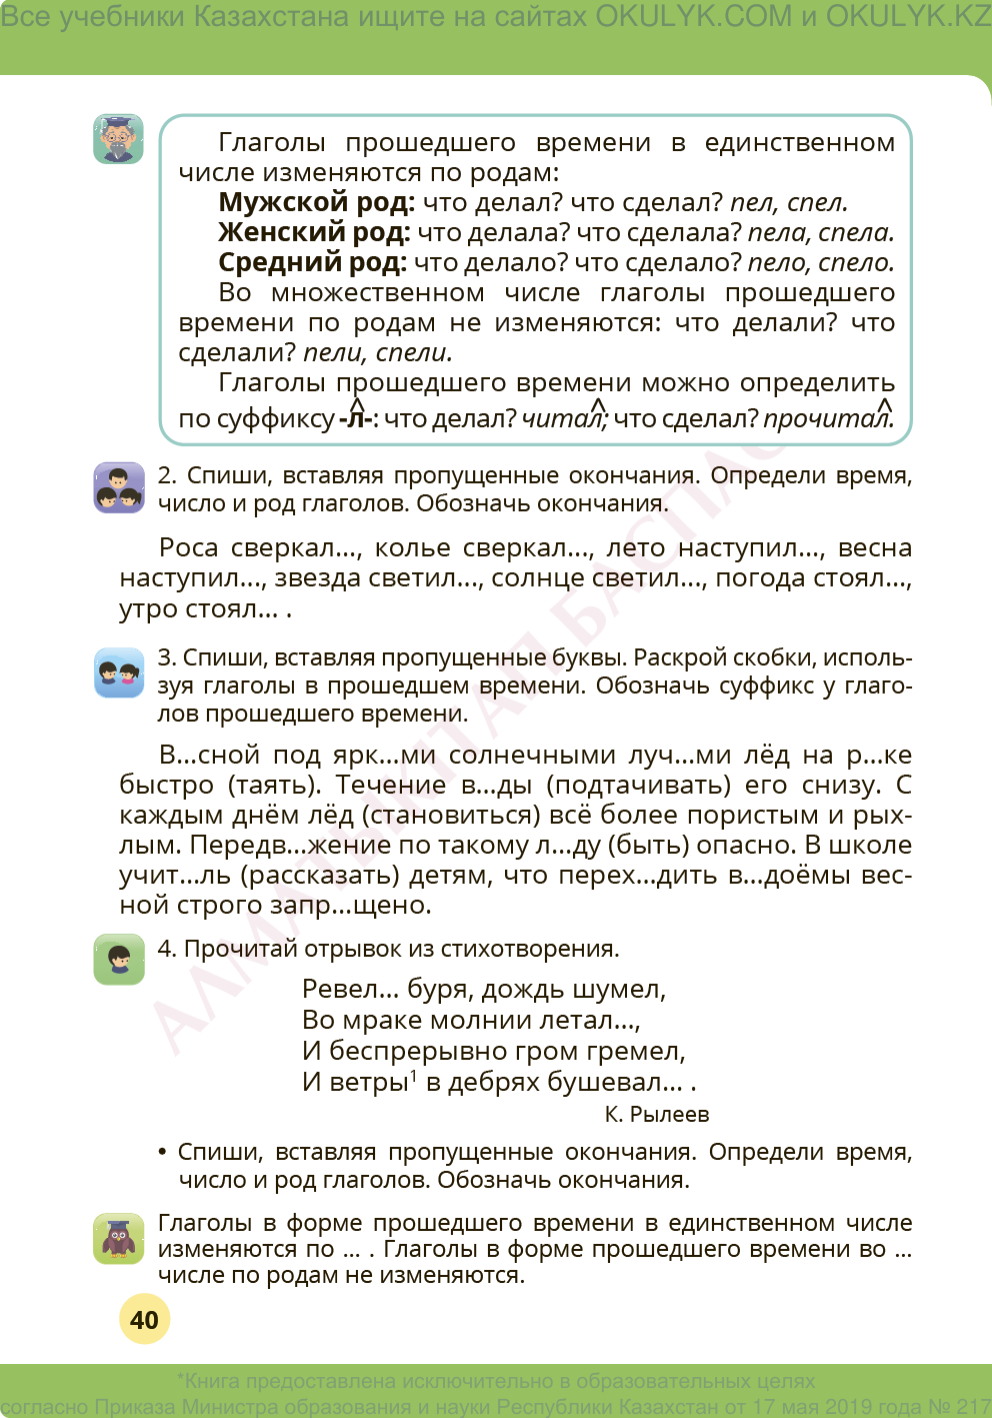 Все учебники Казахстана ищите на сайтах OKULYK.COM и OKULYK.KZ
Глаголы прошедшего времени в единственном
числе изменяются по родам:
Мужской род: что делал? что сделал? пел, спел.
Женский род: что делала? что сделала? пела, спела.
Средний род: что делало? что сделало? пело, спело.
Во множественном числе глаголы прошедшего
времени по родам не изменяются: что делали? что
сделали? пели, спели.
Глаголы прошедшего времени можно определить
по суффиксу -л-: что делал? читал; что сделал? прочитал.
2. Спиши, вставляя пропущенные окончания. Определи время,
число и род глаголов. Обозначь окончания.
Роса сверкал..., колье сверкал..., лето наступил..., весна
наступил..., звезда светил..., солнце светил..., погода стоял...,
утро стоял... .
3. Спиши, вставляя пропущенные буквы. Раскрой скобки, исполь-
зуя глаголы в прошедшем времени. Обозначь суффикс у глаго-
лов прошедшего времени.
В...сной под ярк...ми солнечными луч...ми лёд на р...ке
быстро (таять). Течение в...ды (подтачивать) его снизу. С
каждым днём лёд (становиться) всё более пористым и рых-
лым. Передв...жение по такому л...ду (быть) опасно. В школе
учит...ль (рассказать) детям, что перех...дить в...доёмы вес-
ной строго запр...щено.
4. Прочитай отрывок из стихотворения.
Ревел... буря, дождь шумел,
Во мраке молнии летал...,
И беспрерывно гром гремел,
И ветры¹ в дебрях бушевал... .
К. Рылеев
• Спиши, вставляя пропущенные окончания. Определи время,
число и род глаголов. Обозначь окончания.
Глаголы в форме прошедшего времени в единственном числе
изменяются по ... . Глаголы в форме прошедшего времени во ...
числе по родам не изменяются.
40
АЛМАТЫКІТАП БАСПАС
*Книга предоставлена исключительно в образовательных целях
согласно Приказа Министра образования и науки Республики Казахстан от 17 мая 2019 года № 217